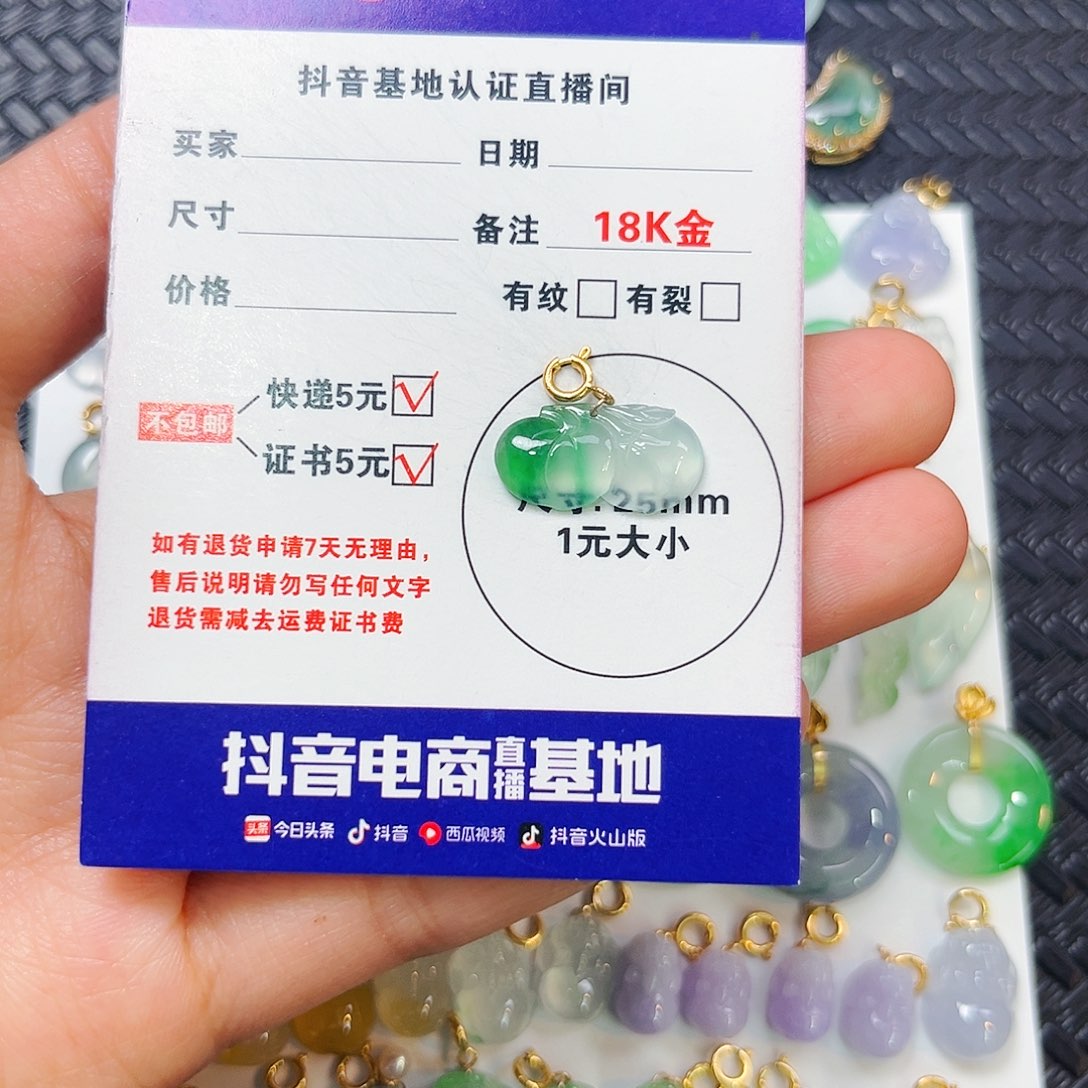 抖音基地认证直播间
买家 日期
尺寸 备注 18K金
价格 有纹 有裂
不包邮
快递5元
证书5元
尺寸:25mm
1元大小
如有退货申请7天无理由，
售后说明请勿写任何文字
退货需减去运费证书费
抖音电商直播基地
头条 今日头条 抖音 西瓜视频 抖音火山版